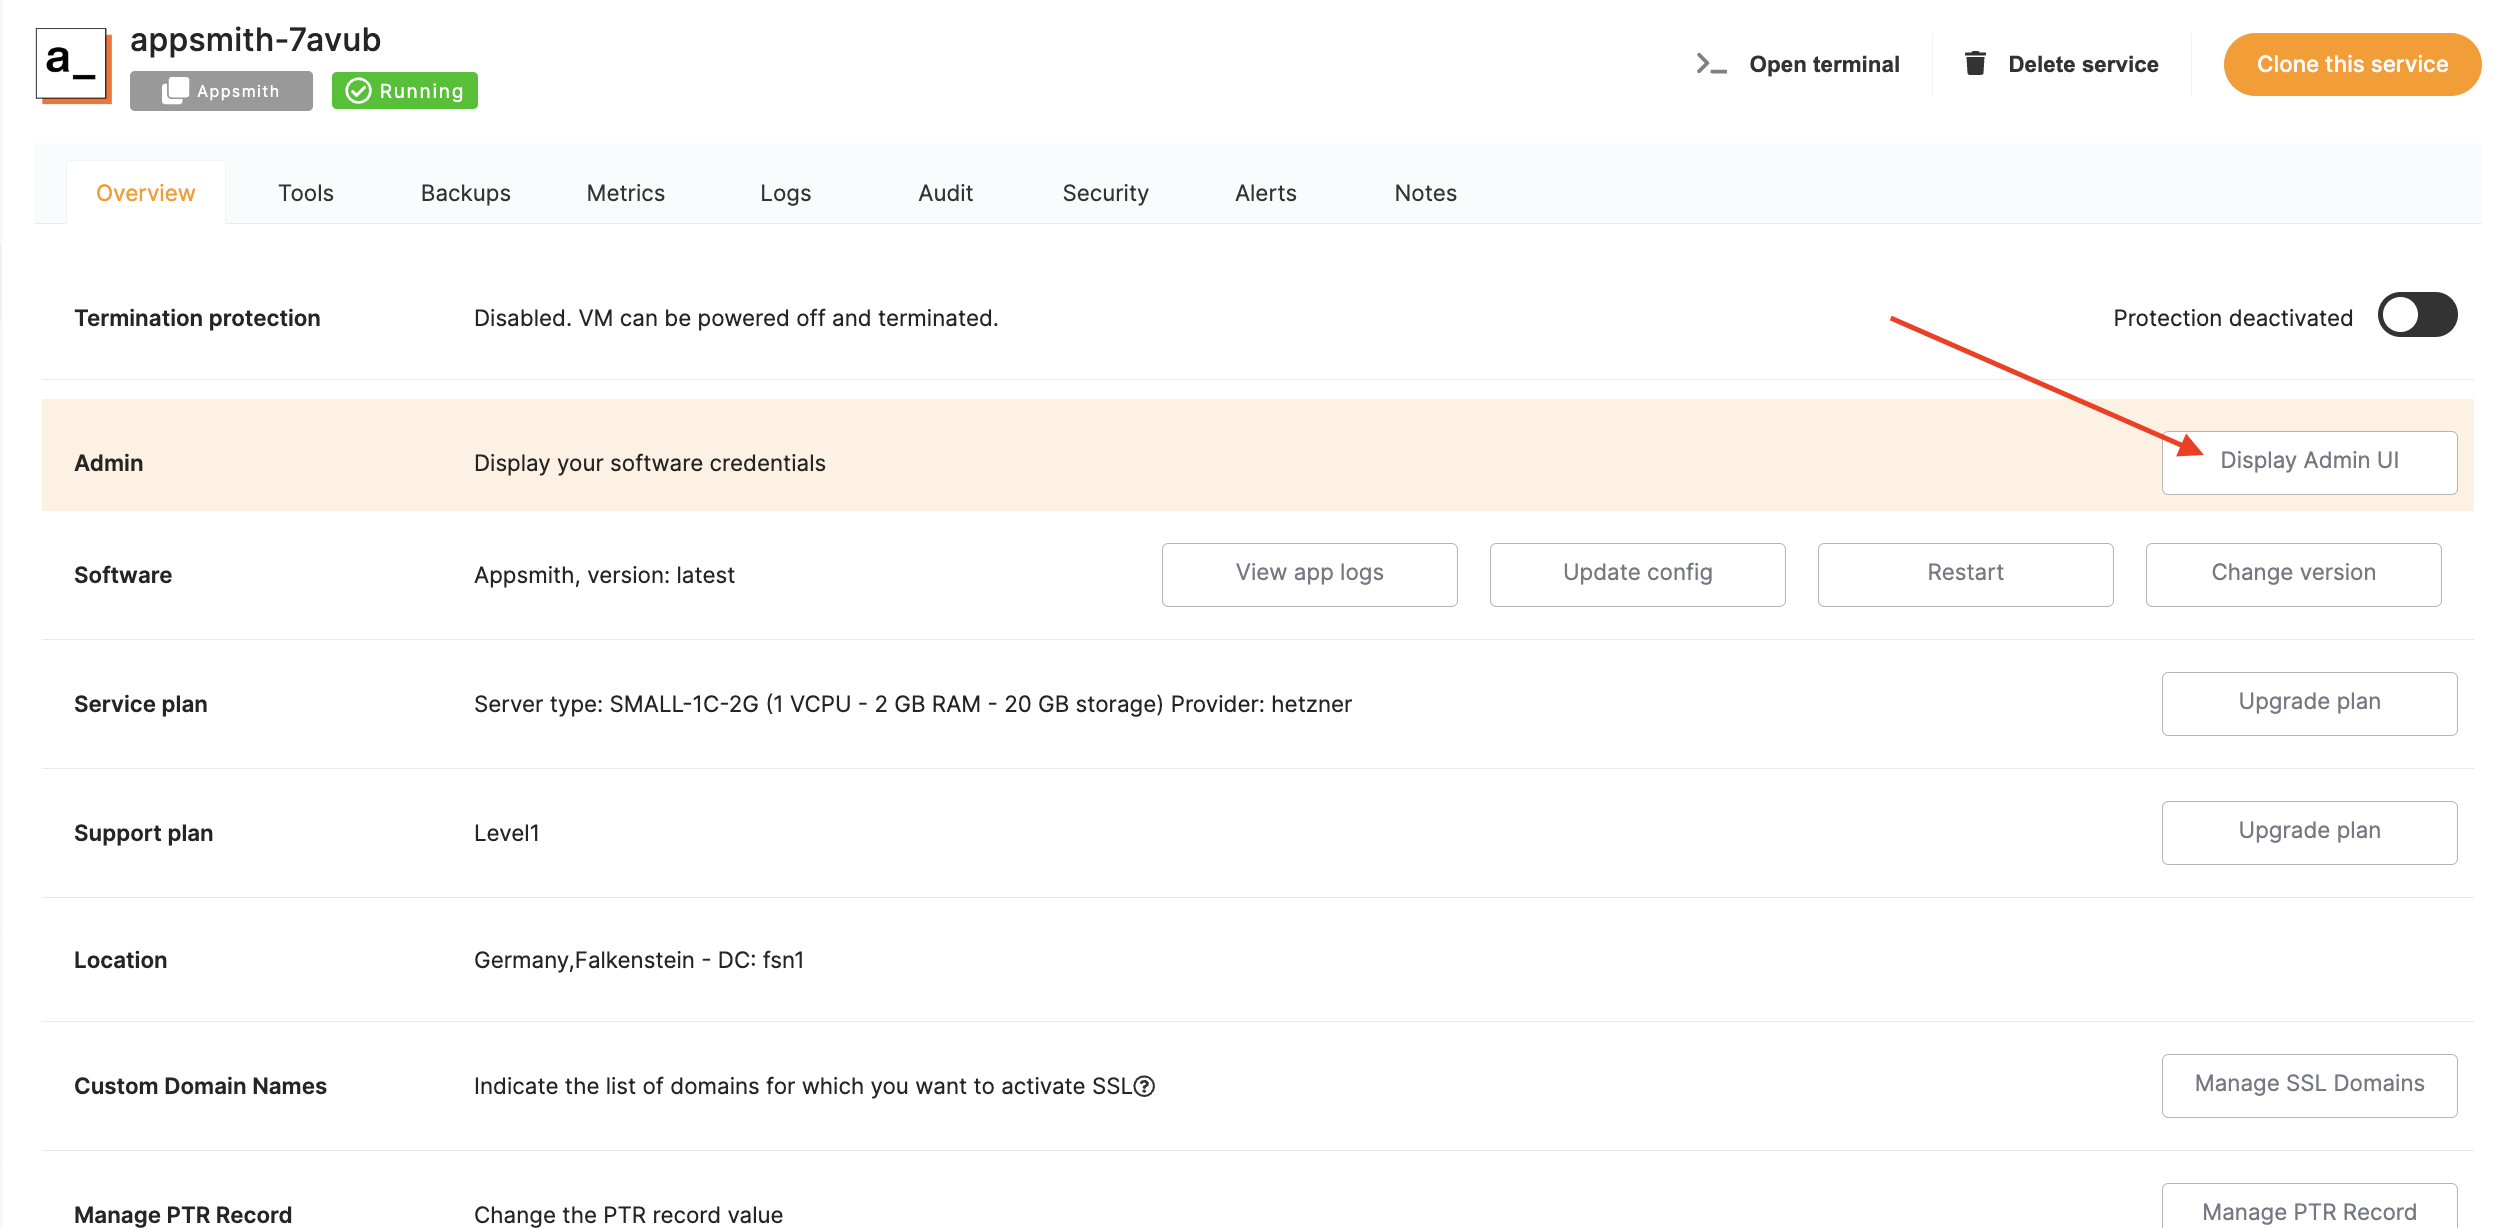 a_
appsmith-7avub
Appsmith
Running
Open terminal
Delete service
Clone this service
Overview
Tools
Backups
Metrics
Logs
Audit
Security
Alerts
Notes
Termination protection
Disabled. VM can be powered off and terminated.
Protection deactivated
Admin
Display your software credentials
Display Admin UI
Software
Appsmith, version: latest
View app logs
Update config
Restart
Change version
Service plan
Server type: SMALL-1C-2G (1 VCPU - 2 GB RAM - 20 GB storage) Provider: hetzner
Upgrade plan
Support plan
Level1
Upgrade plan
Location
Germany,Falkenstein - DC: fsn1
Custom Domain Names
Indicate the list of domains for which you want to activate SSL?
Manage SSL Domains
Manage PTR Record
Change the PTR record value
Manage PTR Record